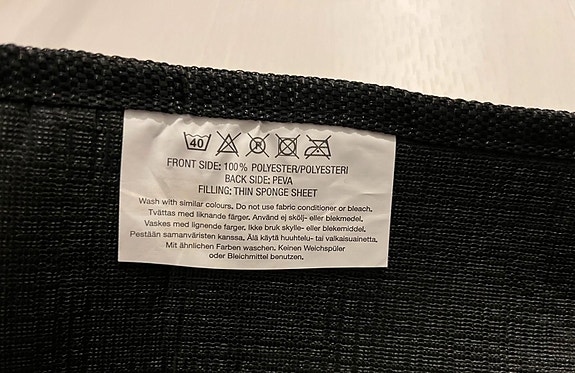 40
FRONT SIDE: 100% POLYESTER/POLYESTERI
BACK SIDE: PEVA
FILLING: THIN SPONGE SHEET
Wash with similar colours. Do not use fabric conditioner or bleach.
Tvättas med liknande färger. Använd ej skölj- eller blekmedel.
Vaskes med lignende farger. Ikke bruk skylle- eller blekemiddel.
Pestään samanväristen kanssa. Älä käytä huuhtelu- tai valkaisuainetta.
Mit ähnlichen Farben waschen. Keinen Weichspüler
oder Bleichmittel benutzen.